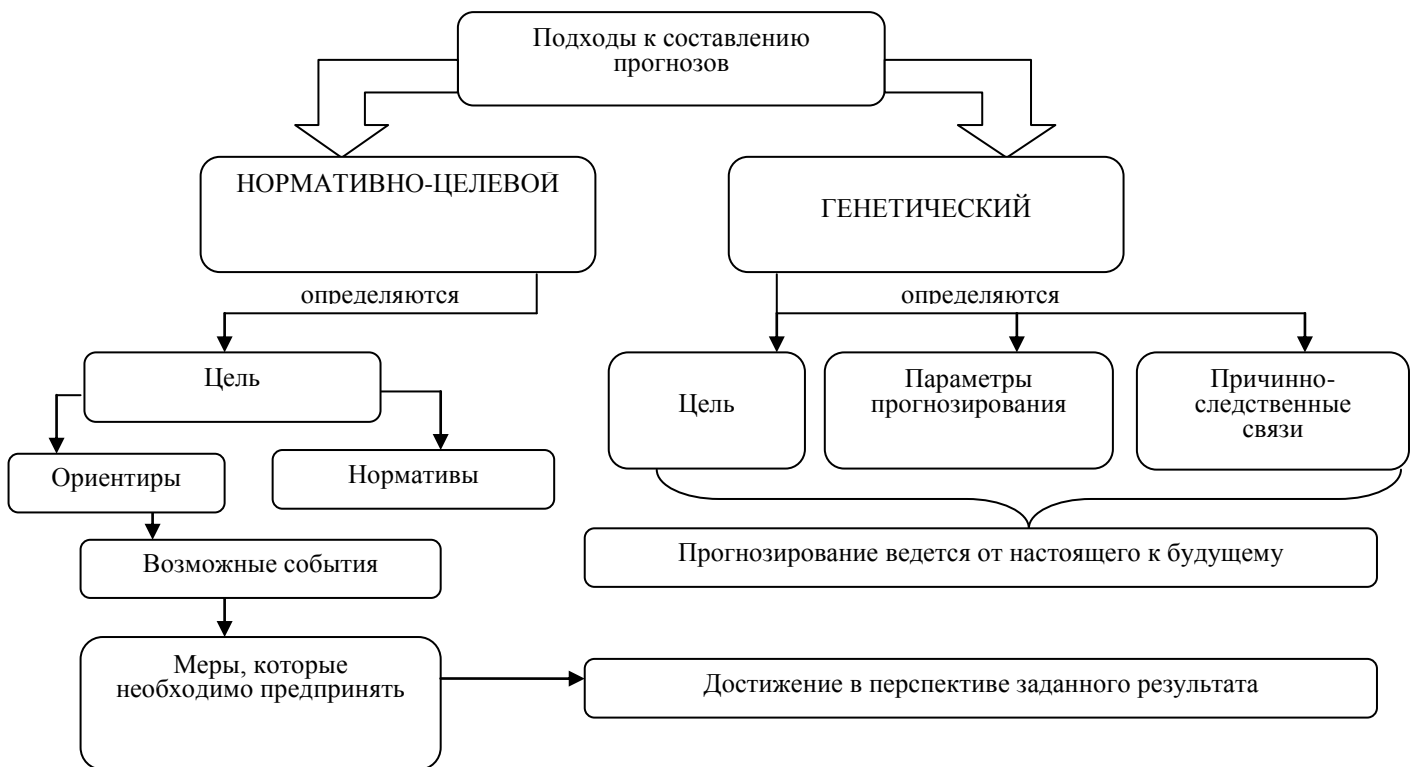 Подходы к составлению
прогнозов
НОРМАТИВНО-ЦЕЛЕВОЙ
ГЕНЕТИЧЕСКИЙ
определяются
определяются
Цель
Ориентиры
Нормативы
Возможные события
Меры, которые
необходимо предпринять
Цель
Параметры
прогнозирования
Причинно-
следственные
связи
Прогнозирование ведется от настоящего к будущему
Достижение в перспективе заданного результата